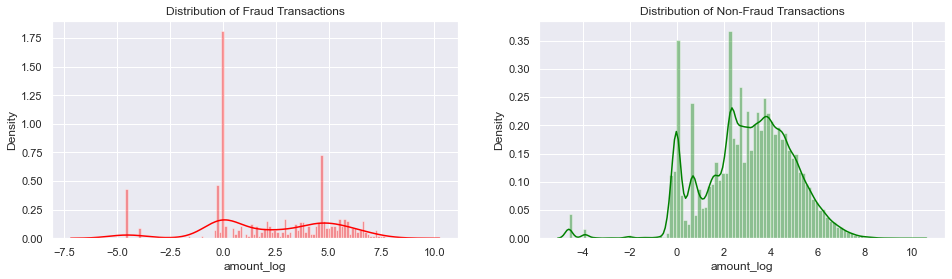 Distribution of Fraud Transactions
Density
1.75
1.50
1.25
1.00
0.75
0.50
0.25
0.00
−7.5 −5.0 −2.5 0.0 2.5 5.0 7.5 10.0
amount_log
Distribution of Non-Fraud Transactions
Density
0.35
0.30
0.25
0.20
0.15
0.10
0.05
0.00
−4 −2 0 2 4 6 8 10
amount_log